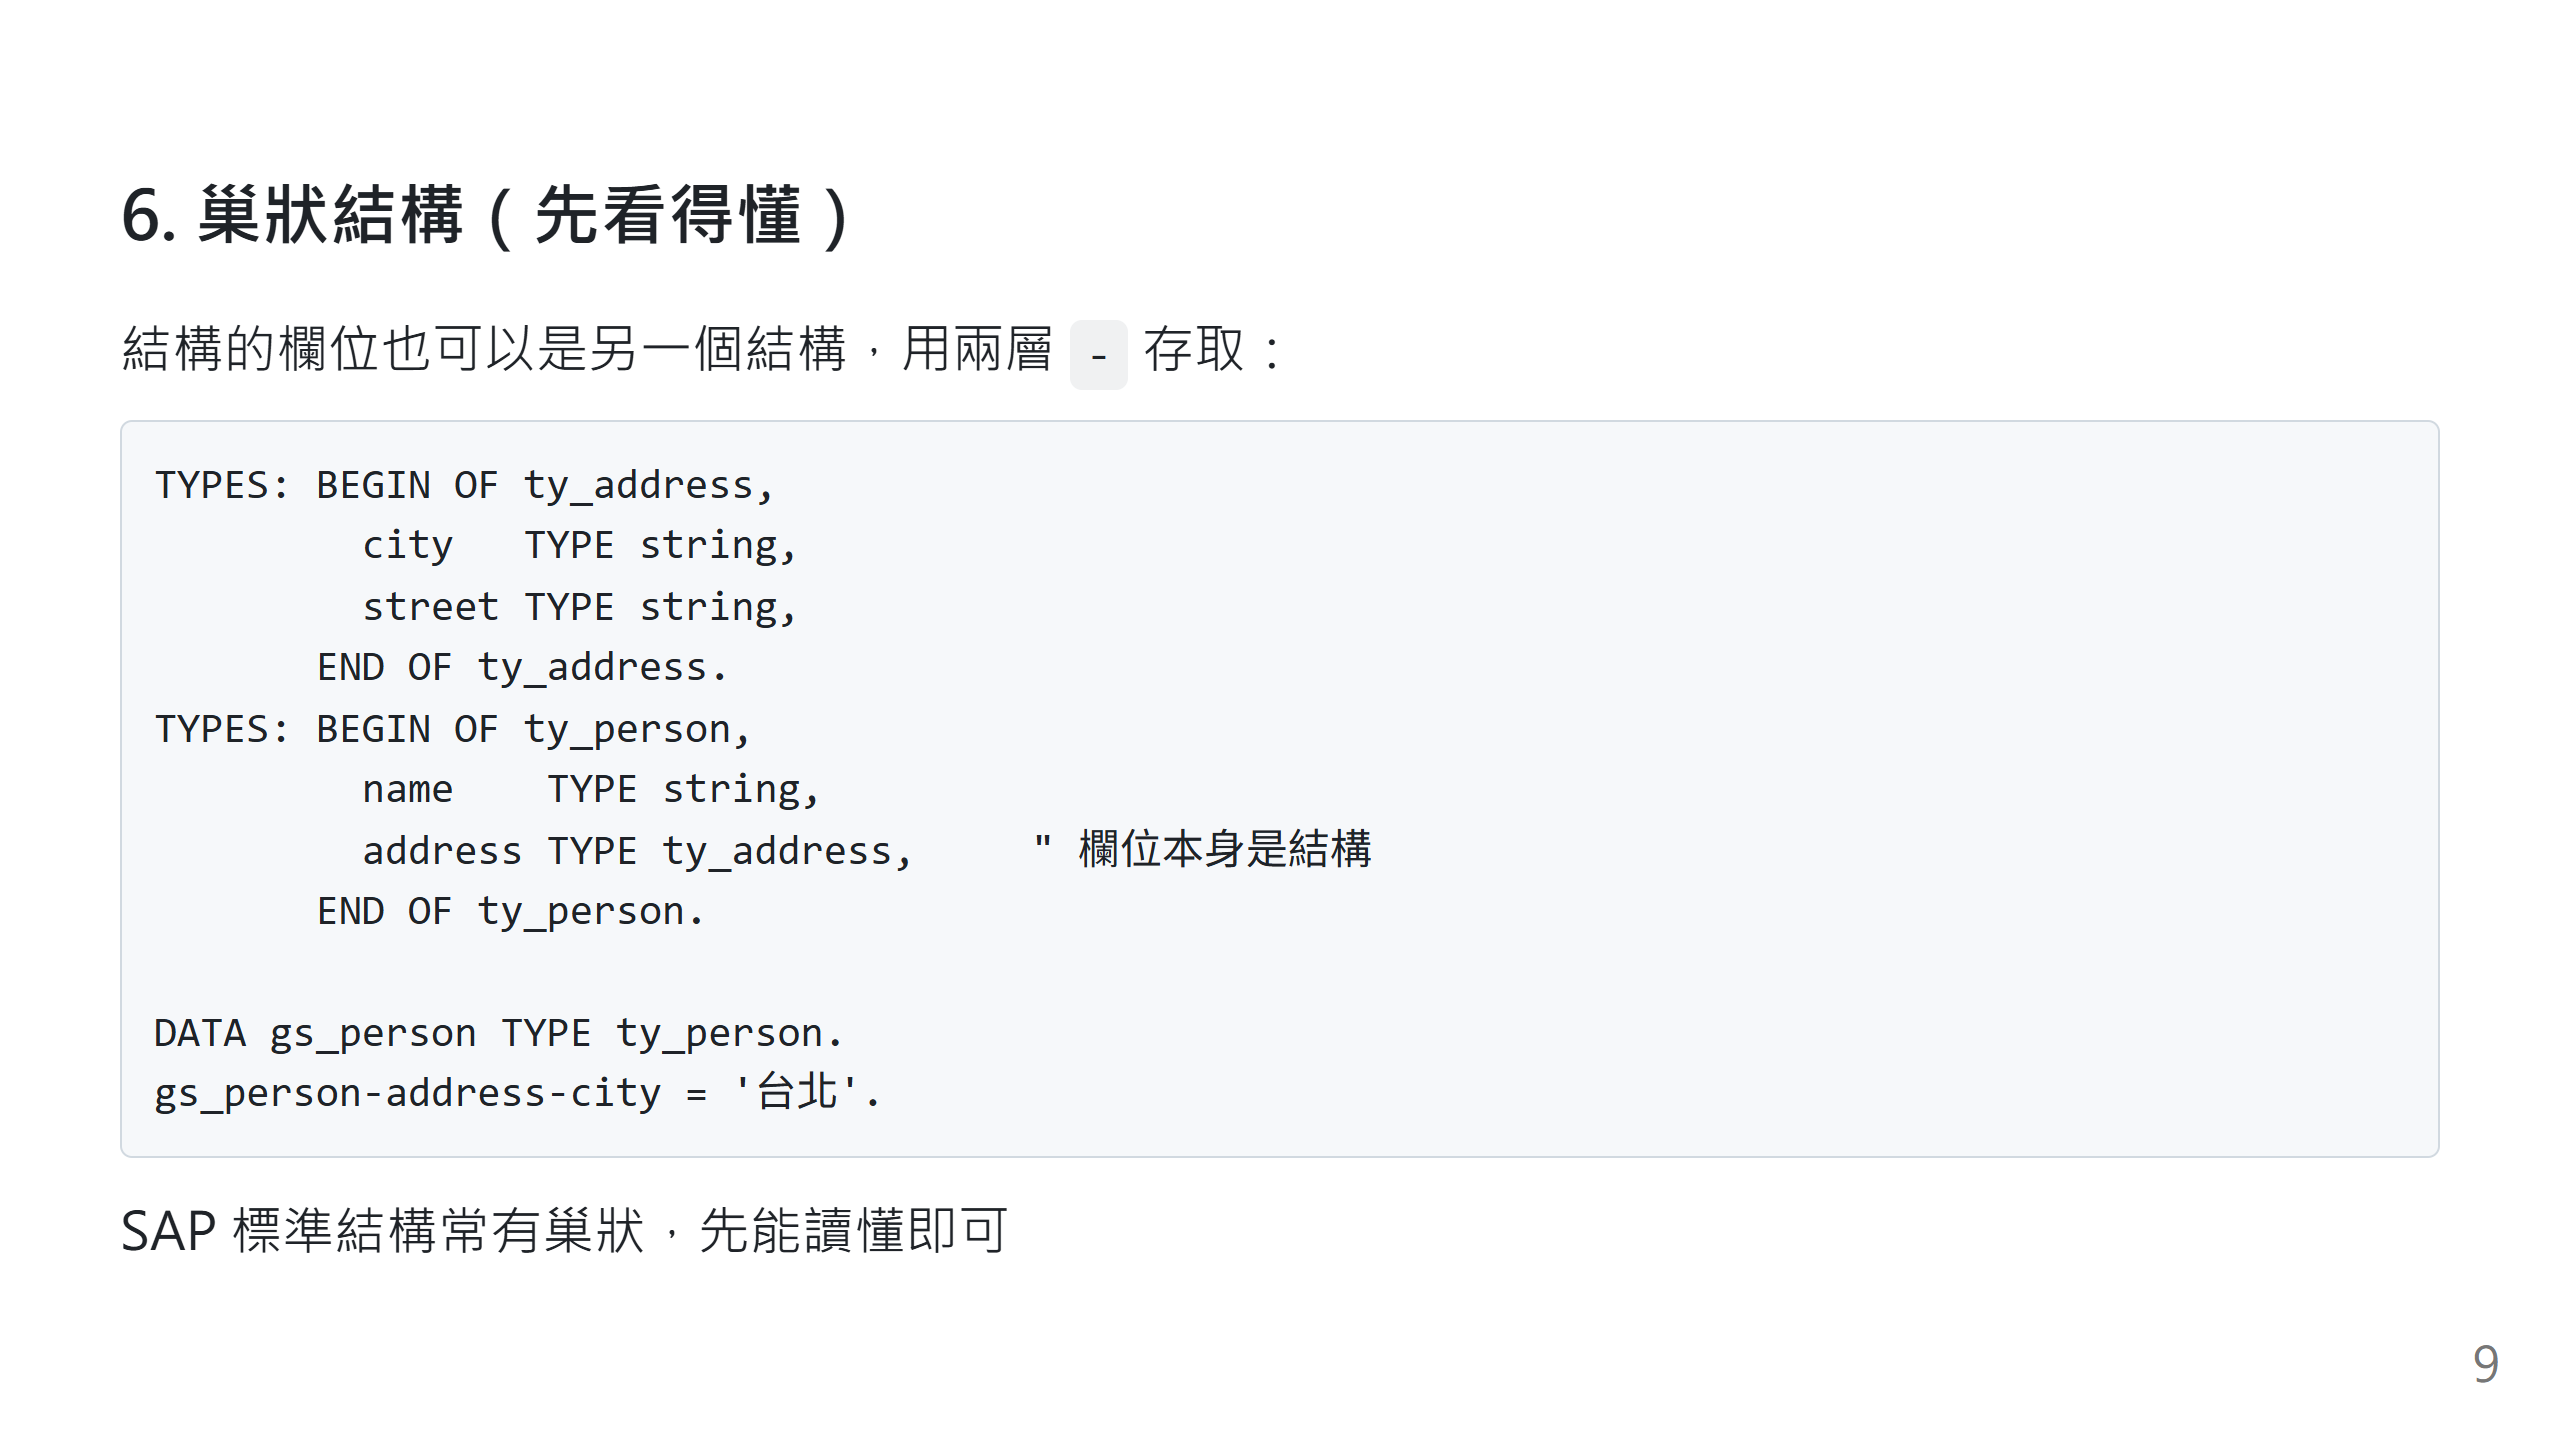 6. 巢狀結構（先看得懂）
結構的欄位也可以是另一個結構，用兩層 - 存取：
TYPES: BEGIN OF ty_address,
         city   TYPE string,
         street TYPE string,
       END OF ty_address.
TYPES: BEGIN OF ty_person,
         name    TYPE string,
         address TYPE ty_address,     " 欄位本身是結構
       END OF ty_person.

DATA gs_person TYPE ty_person.
gs_person-address-city = '台北'.
SAP 標準結構常有巢狀，先能讀懂即可
9